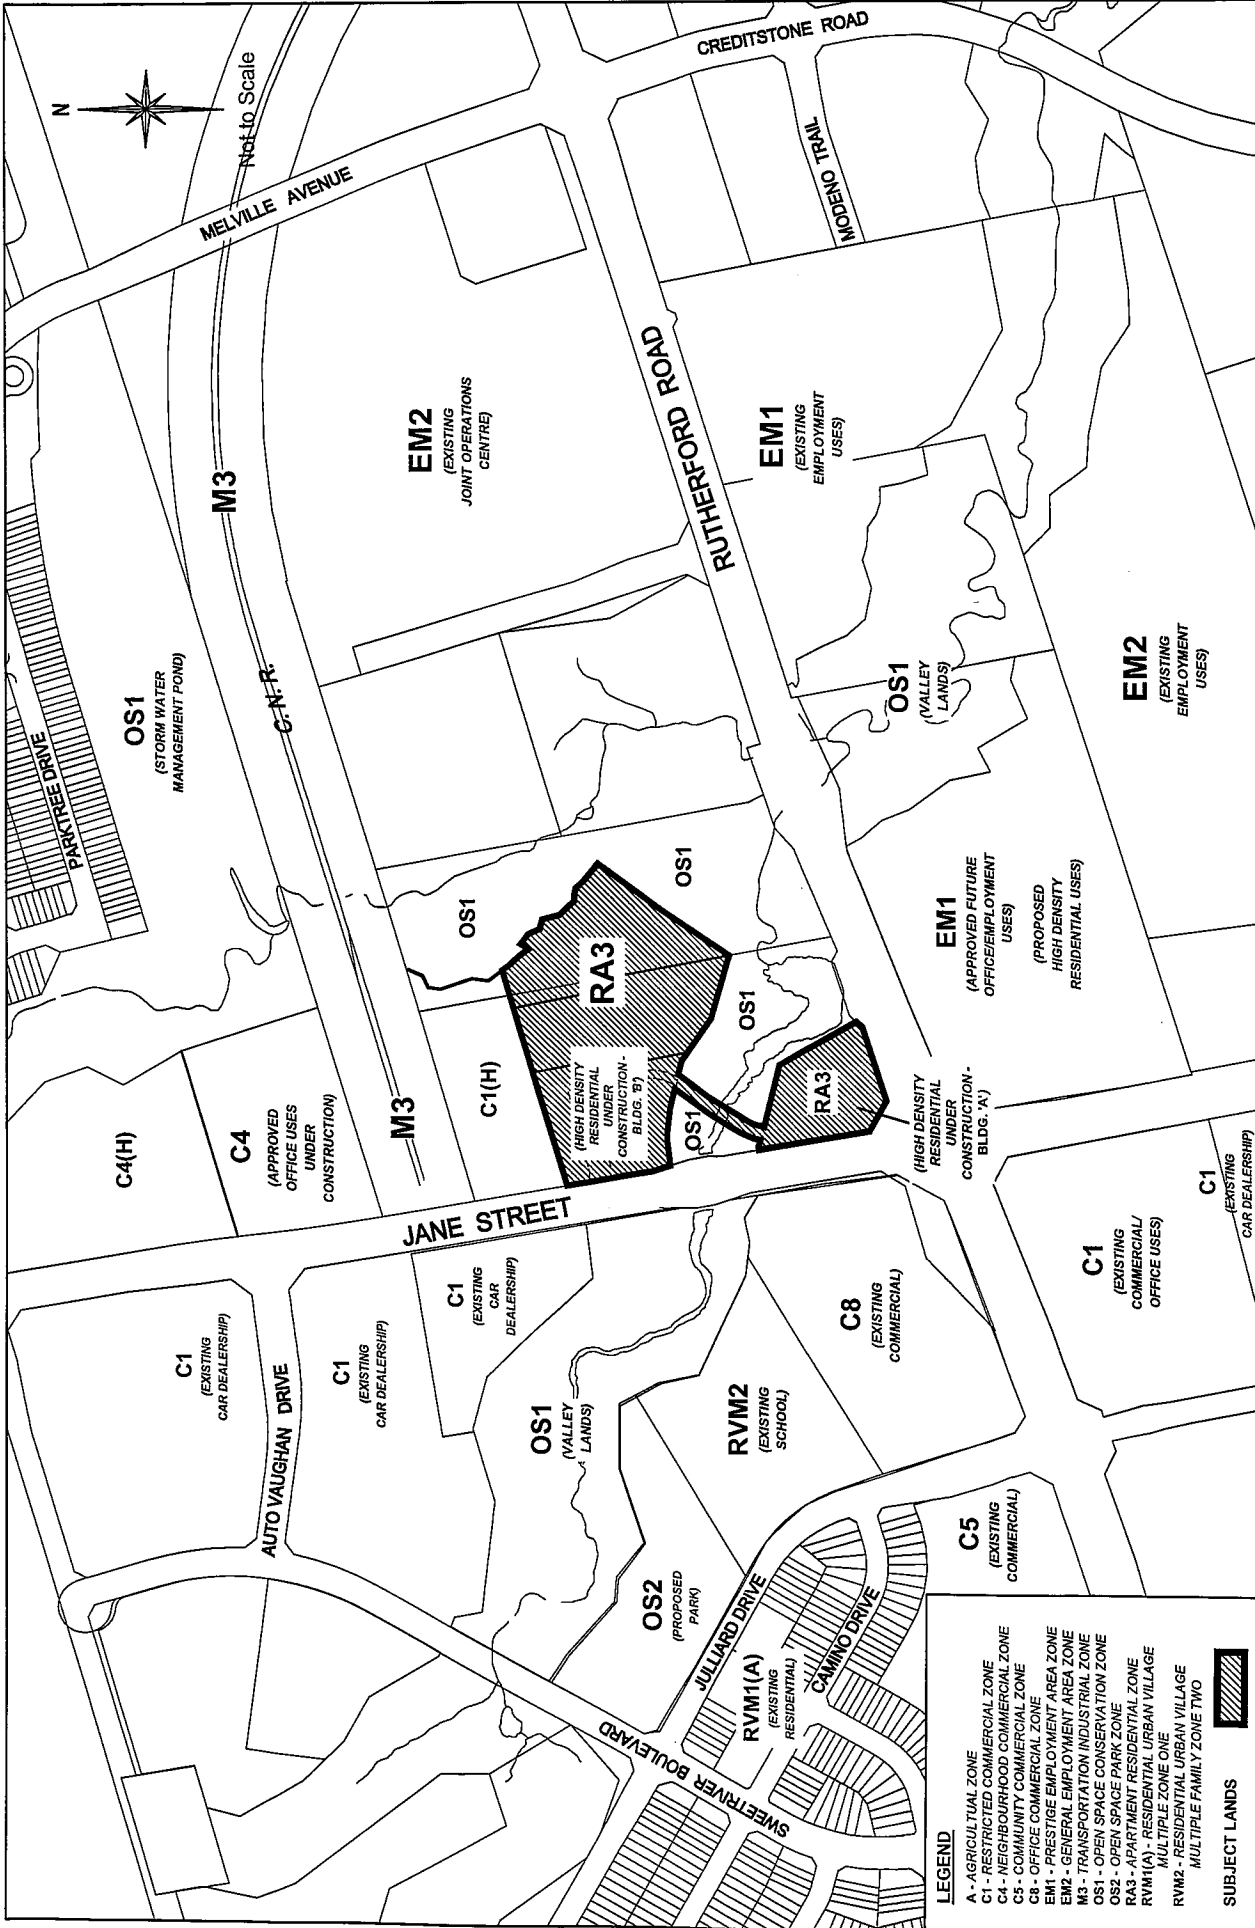 N
Not to Scale
CREDITSTONE ROAD
MELVILLE AVENUE
MODENO TRAIL
RUTHERFORD ROAD
M3
EM2
(EXISTING
JOINT OPERATIONS
CENTRE)
EM1
(EXISTING
EMPLOYMENT
USES)
OS1
(STORM WATER
MANAGEMENT POND)
PARKTREE DRIVE
C.N.R.
OS1
(VALLEY
LANDS)
EM2
(EXISTING
EMPLOYMENT
USES)
OS1
OS1
RA3
OS1
EM1
(APPROVED FUTURE
OFFICE/EMPLOYMENT
USES)
(PROPOSED
HIGH DENSITY
RESIDENTIAL USES)
C4(H)
C4
(APPROVED
OFFICE USES
UNDER
CONSTRUCTION)
M3
C1(H)
(HIGH DENSITY
RESIDENTIAL
UNDER
CONSTRUCTION -
BLDG. 'B')
OS1
RA3
(HIGH DENSITY
RESIDENTIAL
UNDER
CONSTRUCTION -
BLDG. 'A')
JANE STREET
C1
(EXISTING
CAR DEALERSHIP)
C1
(EXISTING
COMMERCIAL/
OFFICE USES)
C1
(EXISTING
CAR DEALERSHIP)
C1
(EXISTING
CAR DEALERSHIP)
C1
(EXISTING
CAR
DEALERSHIP)
AUTO VAUGHAN DRIVE
C8
(EXISTING
COMMERCIAL)
OS1
(VALLEY
LANDS)
RVM2
(EXISTING
SCHOOL)
C5
(EXISTING
COMMERCIAL)
OS2
(PROPOSED
PARK)
JULLIARD DRIVE
CAMINO DRIVE
RVM1(A)
(EXISTING
RESIDENTIAL)
SWEETRIVER BOULEVARD
LEGEND
A - AGRICULTUAL ZONE
C1 - RESTRICTED COMMERCIAL ZONE
C4 - NEIGHBOURHOOD COMMERCIAL ZONE
C5 - COMMUNITY COMMERCIAL ZONE
C8 - OFFICE COMMERCIAL ZONE
EM1 - PRESTIGE EMPLOYMENT AREA ZONE
EM2 - GENERAL EMPLOYMENT AREA ZONE
M3 - TRANSPORTATION INDUSTRIAL ZONE
OS1 - OPEN SPACE CONSERVATION ZONE
OS2 - OPEN SPACE PARK ZONE
RA3 - APARTMENT RESIDENTIAL ZONE
RVM1(A) - RESIDENTIAL URBAN VILLAGE
MULTIPLE ZONE ONE
RVM2 - RESIDENTIAL URBAN VILLAGE
MULTIPLE FAMILY ZONE TWO
SUBJECT LANDS